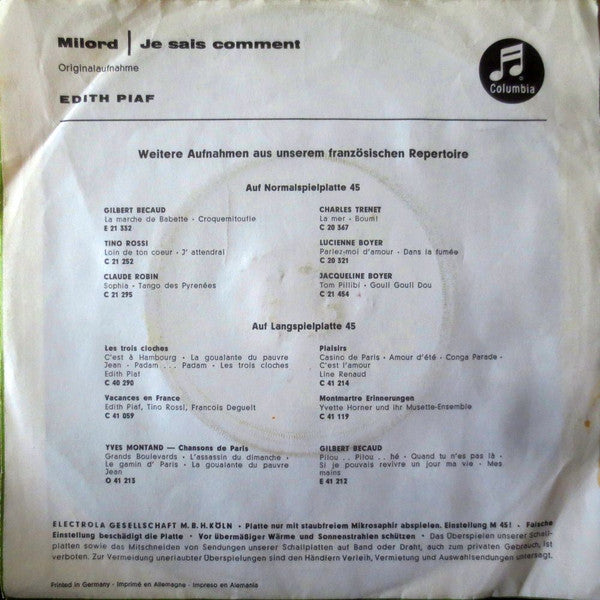 Milord | Je sais comment
Originalaufnahme
EDITH PIAF
Columbia
Weitere Aufnahmen aus unserem französischen Repertoire
Auf Normalspielplatte 45
GILBERT BECAUD
La marche de Babette · Croquemitoufle
E 21 332
TINO ROSSI
Loin de ton coeur · J' attendrai
C 21 252
CLAUDE ROBIN
Sophia · Tango des Pyrenées
C 21 295
CHARLES TRENET
La mer · Boum!
C 20 367
LUCIENNE BOYER
Parlez-moi d'amour · Dans la fumée
C 20 321
JACQUELINE BOYER
Tom Pillibi · Gouli Gouli Dou
C 21 454
Auf Langspielplatte 45
Les trois cloches
C'est à Hambourg · La goualante du pauvre
Jean · Padam . . . Padam · Les trois cloches
Edith Piaf
C 40 290
Vacances en France
Edith Piaf, Tino Rossi, Francois Deguelt
C 41 059
YVES MONTAND — Chansons de Paris
Grands Boulevards · L'assassin du dimanche ·
Le gamin d' Paris · La goualante du pauvre
Jean
O 41 213
Plaisirs
Casino de Paris · Amour d'été · Conga Parade ·
C'est l'amour
Line Renaud
C 41 214
Montmartre Erinnerungen
Yvette Horner und ihr Musette-Ensemble
C 41 119
GILBERT BECAUD
Pilou . . Pilou . . hé · Quand tu n'es pas là ·
Si je pouvais revivre un jour ma vie · Mes
mains
E 41 212
ELECTROLA GESELLSCHAFT M.B.H. KÖLN · Platte nur mit staubfreiem Mikrosaphir abspielen. Einstellung M 45! · Falsche
Einstellung beschädigt die Platte · Vor übermäßiger Wärme und Sonnenstrahlen schützen · Das Überspielen unserer Schall-
platten sowie das Mitschneiden von Sendungen unserer Schallplatten auf Band oder Draht, auch zum privaten Gebrauch, ist
verboten. Zur Vermeidung unerlaubter Überspielungen sind den Händlern Verleih, Vermietung und Auswahlsendungen untersagt.
Printed in Germany · Imprimé en Allemagne · Impreso en Alemania